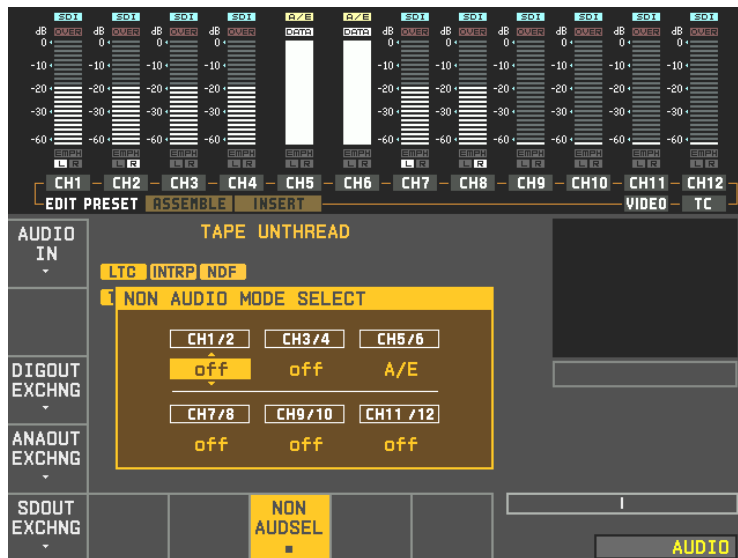 SDI SDI SDI SDI A/E A/E SDI SDI SDI SDI SDI SDI
dB OVER dB OVER dB OVER dB OVER DATA DATA dB OVER dB OVER dB OVER dB OVER dB OVER dB OVER
0 0 0 0 0 0 0 0 0 0
-10 -10 -10 -10 -10 -10 -10 -10 -10 -10
-20 -20 -20 -20 -20 -20 -20 -20 -20 -20
-30 -30 -30 -30 -30 -30 -30 -30 -30 -30
-60 -60 -60 -60 -60 -60 -60 -60 -60 -60
EMPH EMPH EMPH EMPH EMPH EMPH EMPH EMPH EMPH EMPH EMPH EMPH
L R L R L R L R L R L R L R L R L R L R L R L R
CH1 CH2 CH3 CH4 CH5 CH6 CH7 CH8 CH9 CH10 CH11 CH12
EDIT PRESET ASSEMBLE INSERT VIDEO TC
AUDIO
IN
TAPE UNTHREAD
LTC INTRP NDF
NON AUDIO MODE SELECT
CH1/2 CH3/4 CH5/6
off off A/E
CH7/8 CH9/10 CH11 /12
off off off
DIGOUT
EXCHNG
ANAOUT
EXCHNG
SDOUT
EXCHNG
NON
AUDSEL
AUDIO